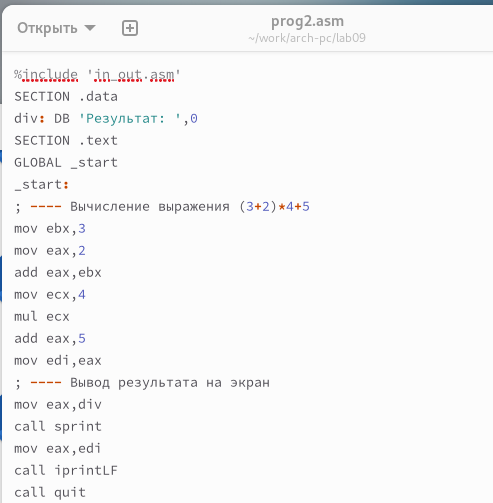 Открыть
prog2.asm
~/work/arch-pc/lab09
%include 'in_out.asm'
SECTION .data
div: DB 'Результат: ',0
SECTION .text
GLOBAL _start
_start:
; ---- Вычисление выражения (3+2)*4+5
mov ebx,3
mov eax,2
add eax,ebx
mov ecx,4
mul ecx
add eax,5
mov edi,eax
; ---- Вывод результата на экран
mov eax,div
call sprint
mov eax,edi
call iprintLF
call quit